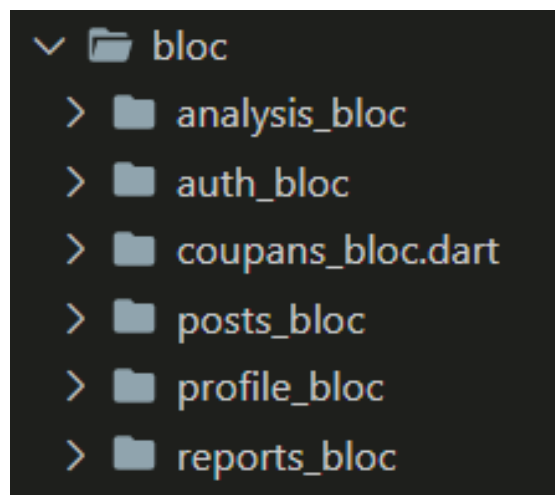 bloc
analysis_bloc
auth_bloc
coupans_bloc.dart
posts_bloc
profile_bloc
reports_bloc